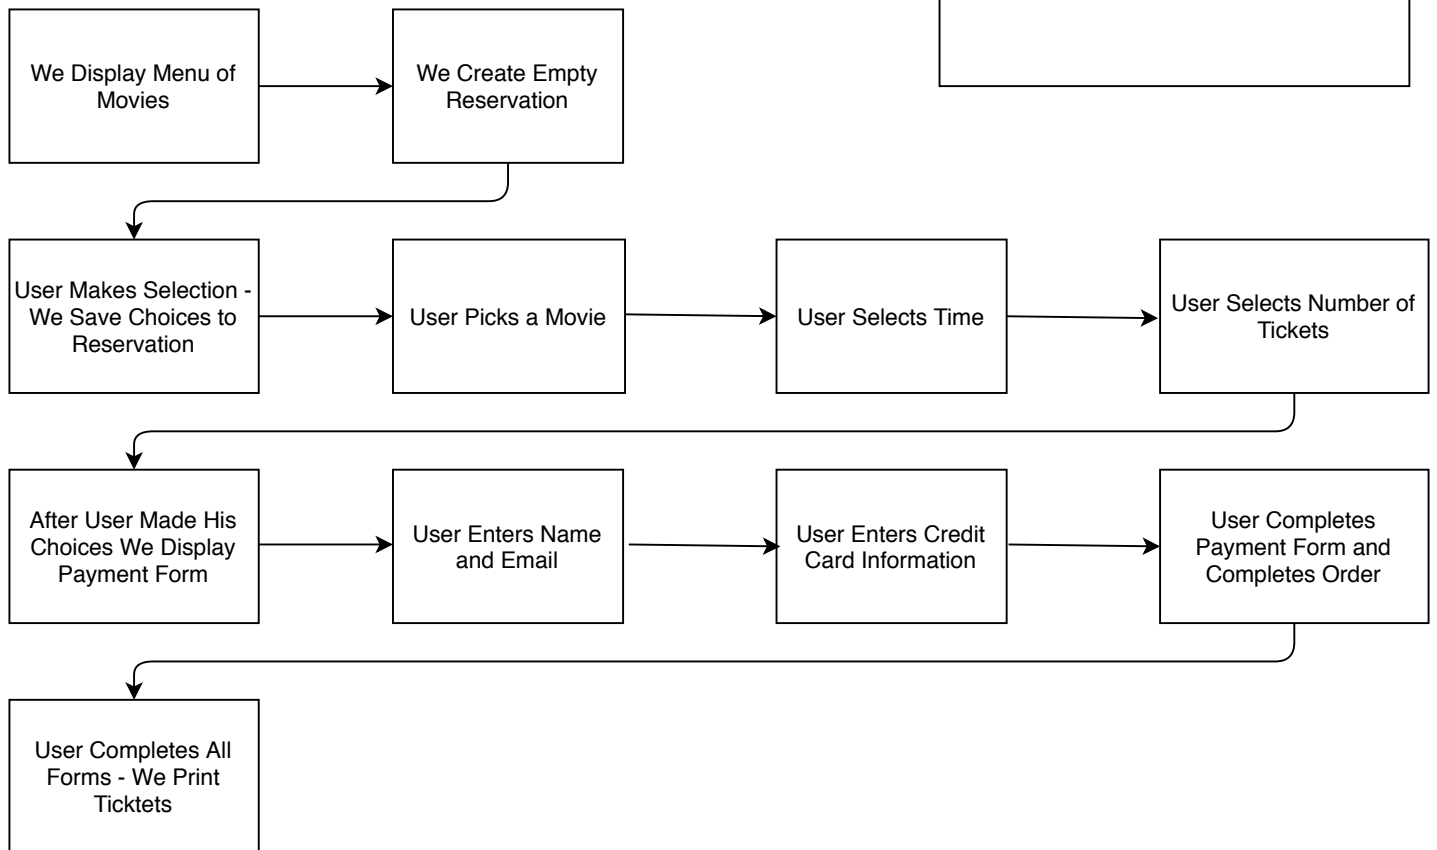 We Display Menu of
Movies
We Create Empty
Reservation
User Makes Selection -
We Save Choices to
Reservation
User Picks a Movie
User Selects Time
User Selects Number of
Tickets
After User Made His
Choices We Display
Payment Form
User Enters Name
and Email
User Enters Credit
Card Information
User Completes
Payment Form and
Completes Order
User Completes All
Forms - We Print
Ticktets